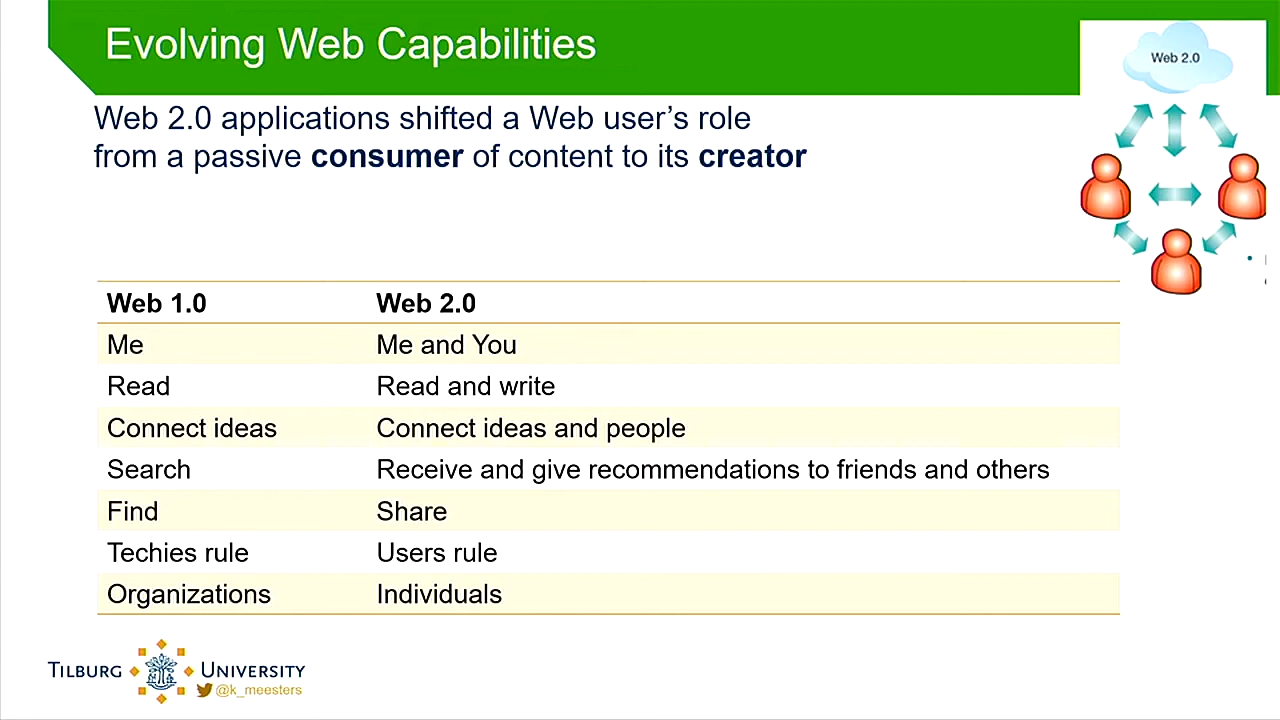 Evolving Web Capabilities
Web 2.0
Web 2.0 applications shifted a Web user’s role
from a passive consumer of content to its creator
Web 1.0 Web 2.0
Me Me and You
Read Read and write
Connect ideas Connect ideas and people
Search Receive and give recommendations to friends and others
Find Share
Techies rule Users rule
Organizations Individuals
TILBURG UNIVERSITY
@k_meesters